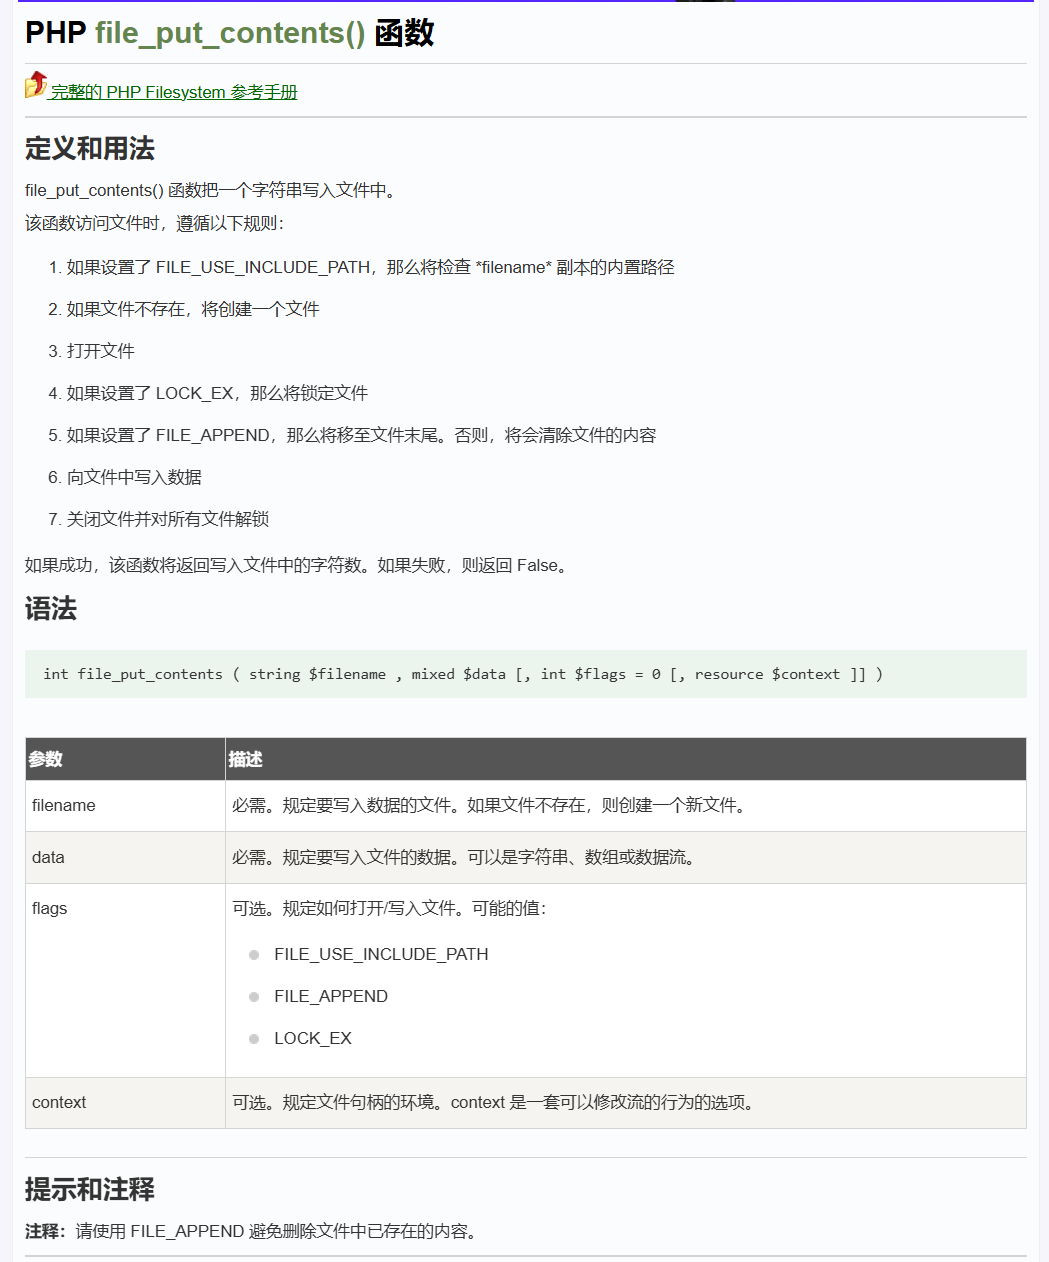 PHP file_put_contents() 函数
完整的 PHP Filesystem 参考手册
定义和用法
file_put_contents() 函数把一个字符串写入文件中。
该函数访问文件时，遵循以下规则：
1. 如果设置了 FILE_USE_INCLUDE_PATH，那么将检查 *filename* 副本的内置路径
2. 如果文件不存在，将创建一个文件
3. 打开文件
4. 如果设置了 LOCK_EX，那么将锁定文件
5. 如果设置了 FILE_APPEND，那么将移至文件末尾。否则，将会清除文件的内容
6. 向文件中写入数据
7. 关闭文件并对所有文件解锁
如果成功，该函数将返回写入文件中的字符数。如果失败，则返回 False。
语法
int file_put_contents ( string $filename , mixed $data [, int $flags = 0 [, resource $context ]] )
参数 描述
filename 必需。规定要写入数据的文件。如果文件不存在，则创建一个新文件。
data 必需。规定要写入文件的数据。可以是字符串、数组或数据流。
flags 可选。规定如何打开/写入文件。可能的值：
FILE_USE_INCLUDE_PATH
FILE_APPEND
LOCK_EX
context 可选。规定文件句柄的环境。context 是一套可以修改流的行为的选项。
提示和注释
注释：请使用 FILE_APPEND 避免删除文件中已存在的内容。